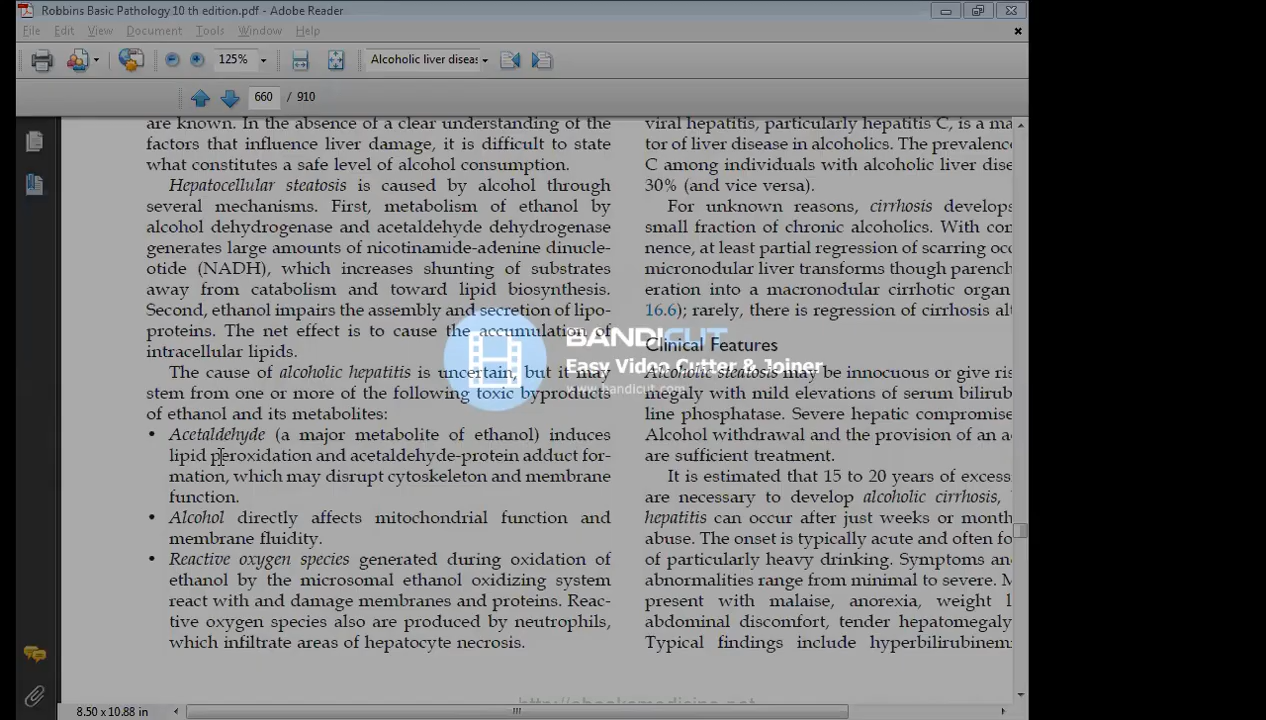 Robbins Basic Pathology 10 th edition.pdf - Adobe Reader
File Edit View Document Tools Window Help
125% Alcoholic liver diseas
660 / 910
are known. In the absence of a clear understanding of the
factors that influence liver damage, it is difficult to state
what constitutes a safe level of alcohol consumption.
Hepatocellular steatosis is caused by alcohol through
several mechanisms. First, metabolism of ethanol by
alcohol dehydrogenase and acetaldehyde dehydrogenase
generates large amounts of nicotinamide-adenine dinucle-
otide (NADH), which increases shunting of substrates
away from catabolism and toward lipid biosynthesis.
Second, ethanol impairs the assembly and secretion of lipo-
proteins. The net effect is to cause the accumulation of
intracellular lipids.
The cause of alcoholic hepatitis is uncertain, but it may
stem from one or more of the following toxic byproducts
of ethanol and its metabolites:
• Acetaldehyde (a major metabolite of ethanol) induces
lipid peroxidation and acetaldehyde-protein adduct for-
mation, which may disrupt cytoskeleton and membrane
function.
• Alcohol directly affects mitochondrial function and
membrane fluidity.
• Reactive oxygen species generated during oxidation of
ethanol by the microsomal ethanol oxidizing system
react with and damage membranes and proteins. Reac-
tive oxygen species also are produced by neutrophils,
which infiltrate areas of hepatocyte necrosis.
viral hepatitis, particularly hepatitis C, is a ma
tor of liver disease in alcoholics. The prevalence
C among individuals with alcoholic liver dise
30% (and vice versa).
For unknown reasons, cirrhosis develops
small fraction of chronic alcoholics. With con
nence, at least partial regression of scarring occ
micronodular liver transforms though parench
eration into a macronodular cirrhotic organ
16.6); rarely, there is regression of cirrhosis alt
Clinical Features
Alcoholic steatosis may be innocuous or give ris
megaly with mild elevations of serum bilirub
line phosphatase. Severe hepatic compromise
Alcohol withdrawal and the provision of an a
are sufficient treatment.
It is estimated that 15 to 20 years of excess
are necessary to develop alcoholic cirrhosis,
hepatitis can occur after just weeks or month
abuse. The onset is typically acute and often fo
of particularly heavy drinking. Symptoms an
abnormalities range from minimal to severe. M
present with malaise, anorexia, weight l
abdominal discomfort, tender hepatomegaly
Typical findings include hyperbilirubinem
BANDICUT
Easy Video Cutter & Joiner
www.bandicut.com
8.50 x 10.88 in